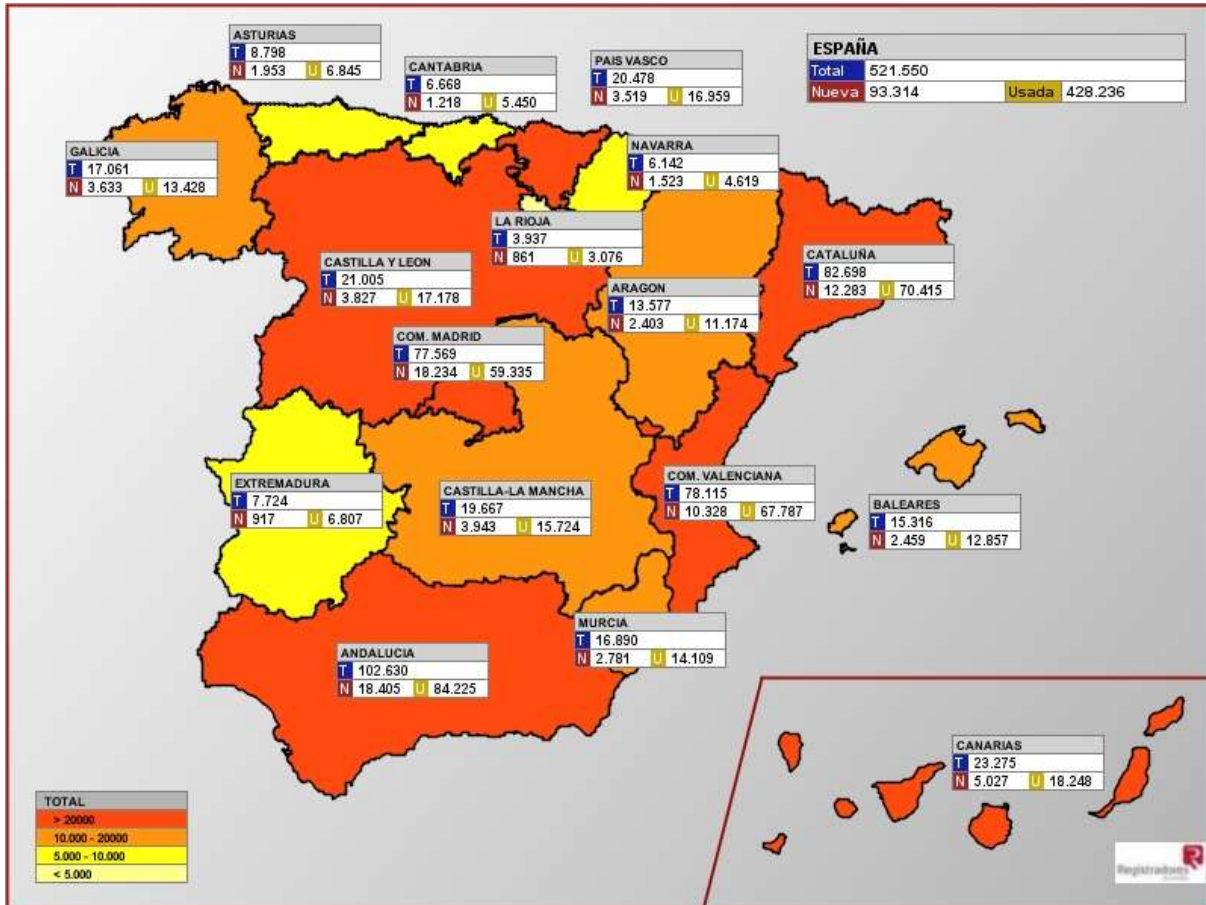 ASTURIAS
T 8.798
N 1.953 U 6.845
CANTABRIA
T 6.668
N 1.218 U 5.450
PAIS VASCO
T 20.478
N 3.519 U 16.959
ESPAÑA
Total 521.550
Nueva 93.314 Usada 428.236
GALICIA
T 17.061
N 3.633 U 13.428
NAVARRA
T 6.142
N 1.523 U 4.619
LA RIOJA
T 3.937
N 861 U 3.076
CASTILLA Y LEON
T 21.005
N 3.827 U 17.178
CATALUÑA
T 82.698
N 12.283 U 70.415
ARAGON
T 13.577
N 2.403 U 11.174
COM. MADRID
T 77.569
N 18.234 U 59.335
EXTREMADURA
T 7.724
N 917 U 6.807
CASTILLA-LA MANCHA
T 19.667
N 3.943 U 15.724
COM. VALENCIANA
T 78.115
N 10.328 U 67.787
BALEARES
T 15.316
N 2.459 U 12.857
MURCIA
T 16.890
N 2.781 U 14.109
ANDALUCIA
T 102.630
N 18.405 U 84.225
CANARIAS
T 23.275
N 5.027 U 18.248
TOTAL
> 20000
10.000 - 20000
5.000 - 10.000
< 5.000
Registradores